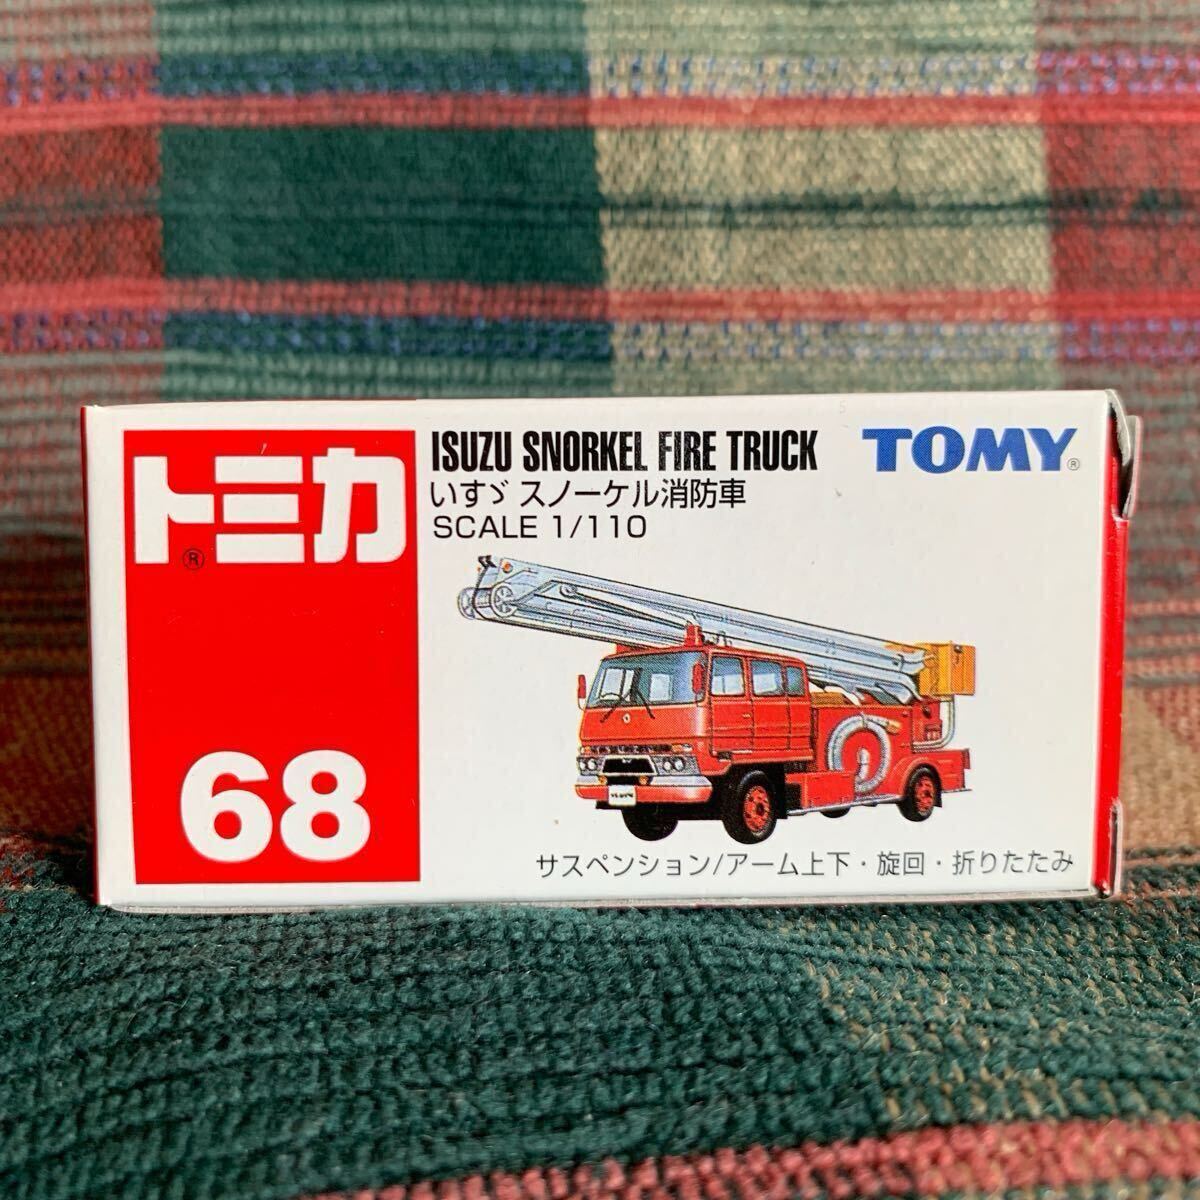 トミカ®
68
ISUZU SNORKEL FIRE TRUCK
いすゞ スノーケル消防車
SCALE 1/110
TOMY®
サスペンション/アーム上下・旋回・折りたたみ